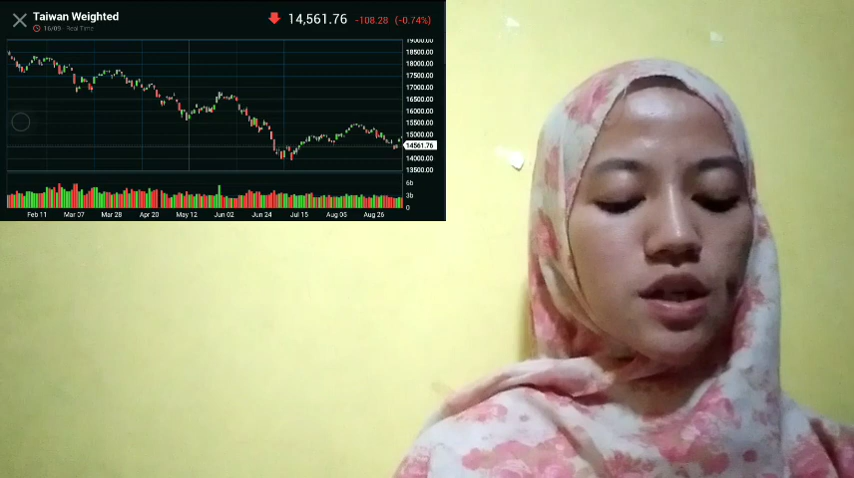 Taiwan Weighted
14,561.76 -108.28 (-0.74%)
16/09 · Real Time
19000.00
18500.00
18000.00
17500.00
17000.00
16500.00
16000.00
15500.00
15000.00
14561.76
14000.00
13500.00
6b
3b
0
Feb 11 Mar 07 Mar 28 Apr 20 May 12 Jun 02 Jun 24 Jul 15 Aug 05 Aug 26